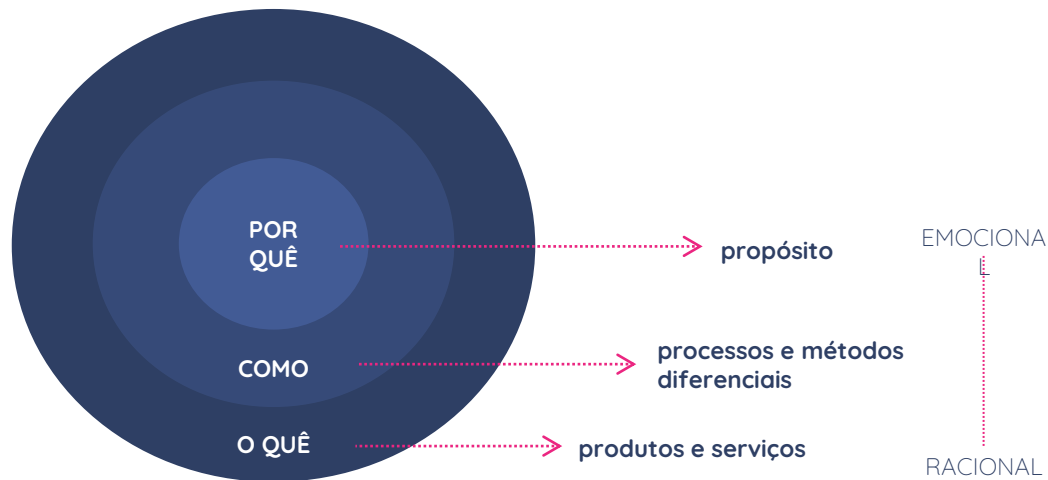 POR
QUÊ
propósito
EMOCIONA
L
COMO
processos e métodos
diferenciais
O QUÊ
produtos e serviços
RACIONAL